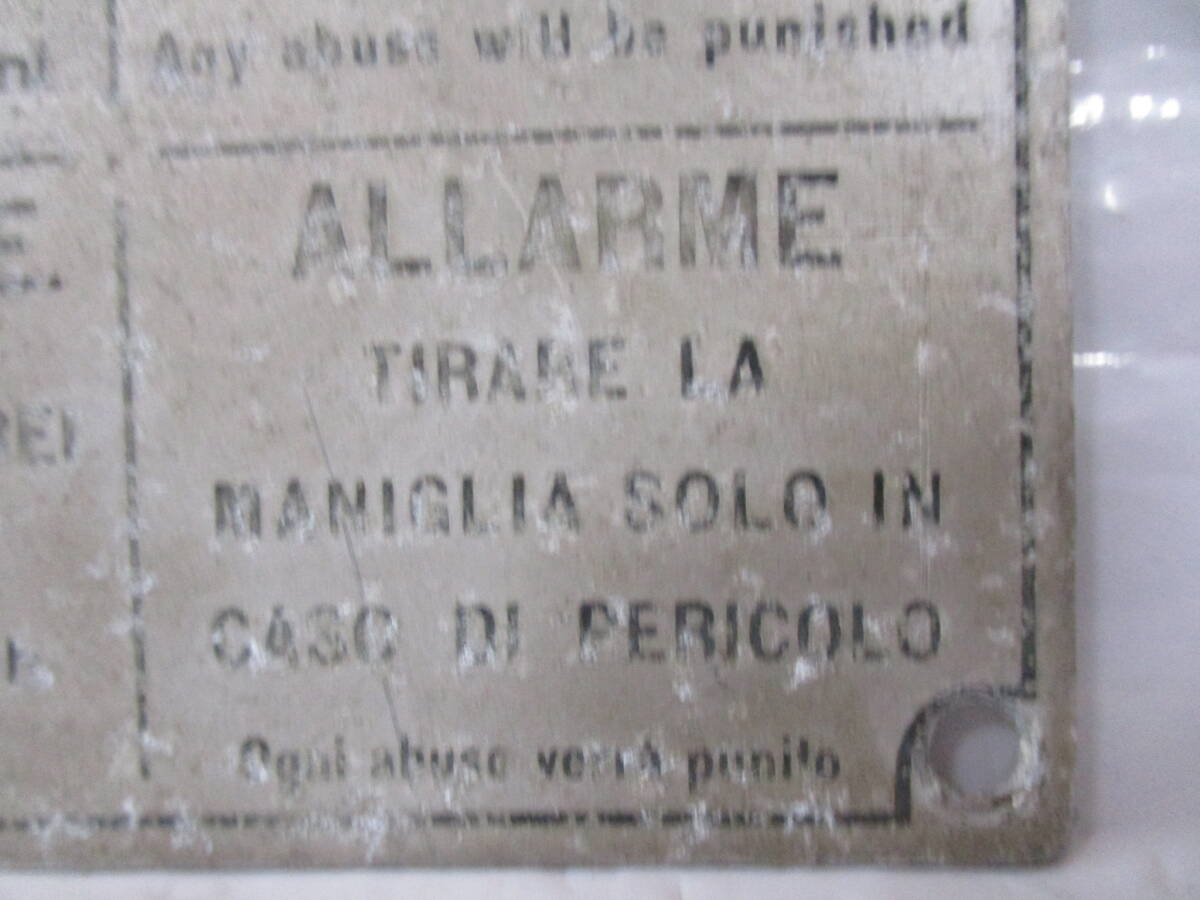 Any abuse will be punished
ALLARME
TIRARE LA
MANIGLIA SOLO IN
CASO DI PERICOLO
Ogni abuso verrà punito